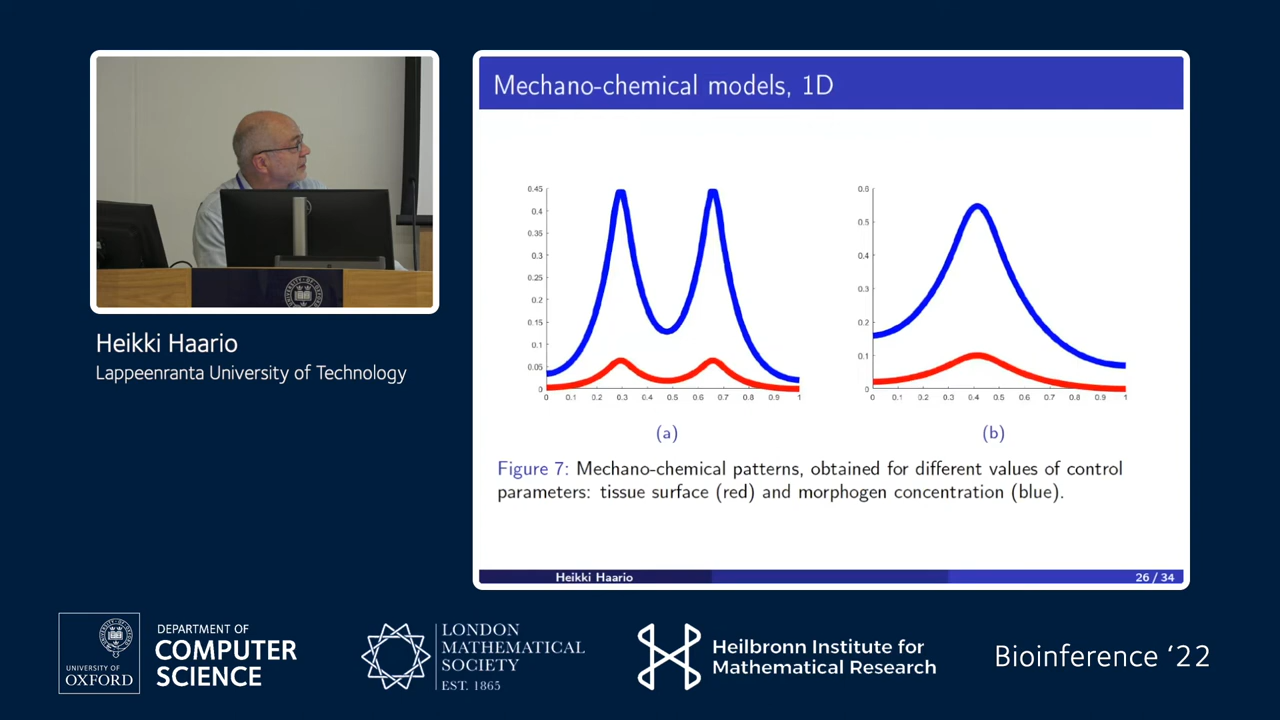 Mechano-chemical models, 1D
0.45
0.4
0.35
0.3
0.25
0.2
0.15
0.1
0.05
0
0 0.1 0.2 0.3 0.4 0.5 0.6 0.7 0.8 0.9 1
(a)
0.6
0.5
0.4
0.3
0.2
0.1
0
0 0.1 0.2 0.3 0.4 0.5 0.6 0.7 0.8 0.9 1
(b)
Figure 7: Mechano-chemical patterns, obtained for different values of control
parameters: tissue surface (red) and morphogen concentration (blue).
Heikki Haario
26 / 34
Heikki Haario
Lappeenranta University of Technology
UNIVERSITY OF
OXFORD
DEPARTMENT OF
COMPUTER
SCIENCE
LONDON
MATHEMATICAL
SOCIETY
EST. 1865
Heilbronn Institute for
Mathematical Research
Bioinference ‘22